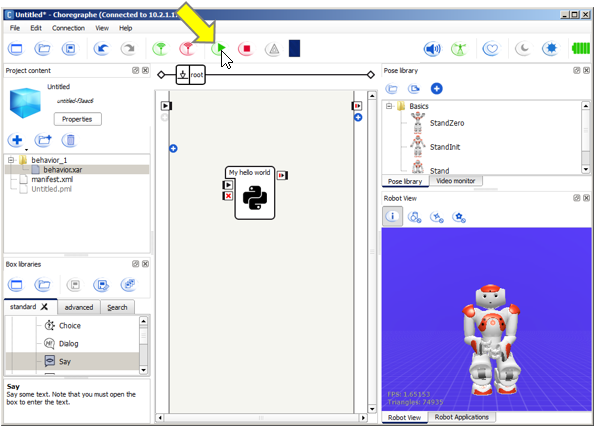 Untitled* - Choregraphe (Connected to 10.2.1.1
File Edit Connection View Help
Project content
Untitled
Properties
behavior_1
behavior.xar
manifest.xml
Untitled.pml
Box libraries
standard X advanced Search
Choice
Dialog
Say
Say
Say some text. Note that you must open the
box to enter the text.
root
My hello world
Pose library
Basics
StandZero
StandInit
Stand
Pose library Video monitor
Robot View
FPS: 1.65153
Triangles: 74935
Robot View Robot Applications